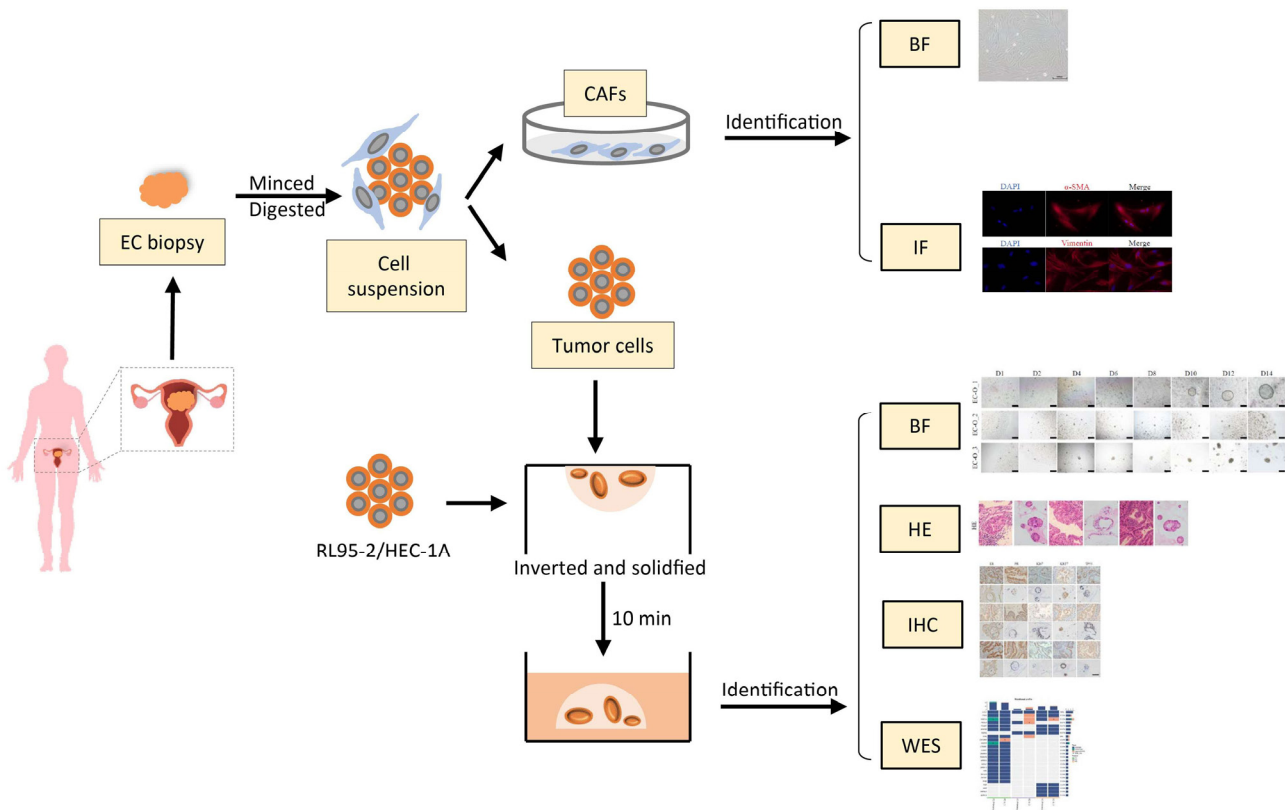 BF
CAFs
Identification
Minced
Digested
EC biopsy
Cell
suspension
DAPI α-SMA Merge
IF
DAPI Vimentin Merge
Tumor cells
D1 D2 D4 D6 D8 D10 D12 D14
BF
EC-O_1
EC-O_2
EC-O_3
RL95-2/HEC-1A
HE
HE
Inverted and solidfied
10 min
IHC
Identification
WES